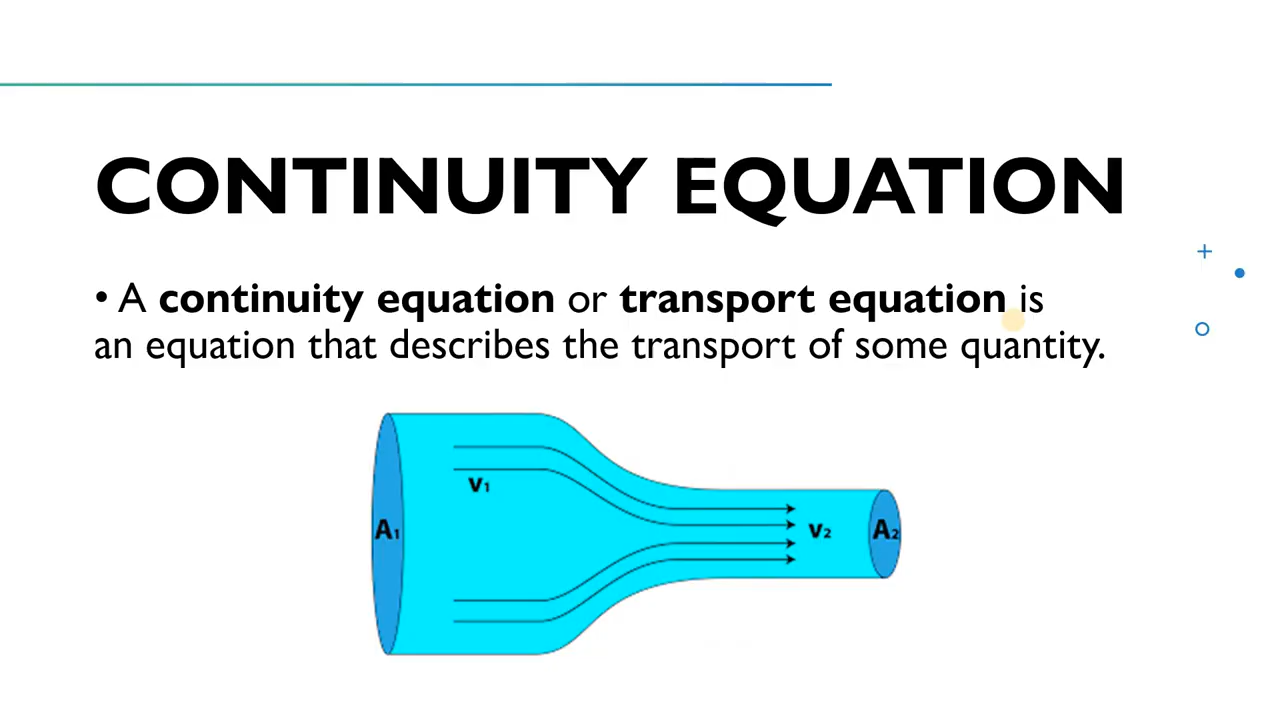 CONTINUITY EQUATION
• A continuity equation or transport equation is
an equation that describes the transport of some quantity.
v₁
A₁
v₂
A₂